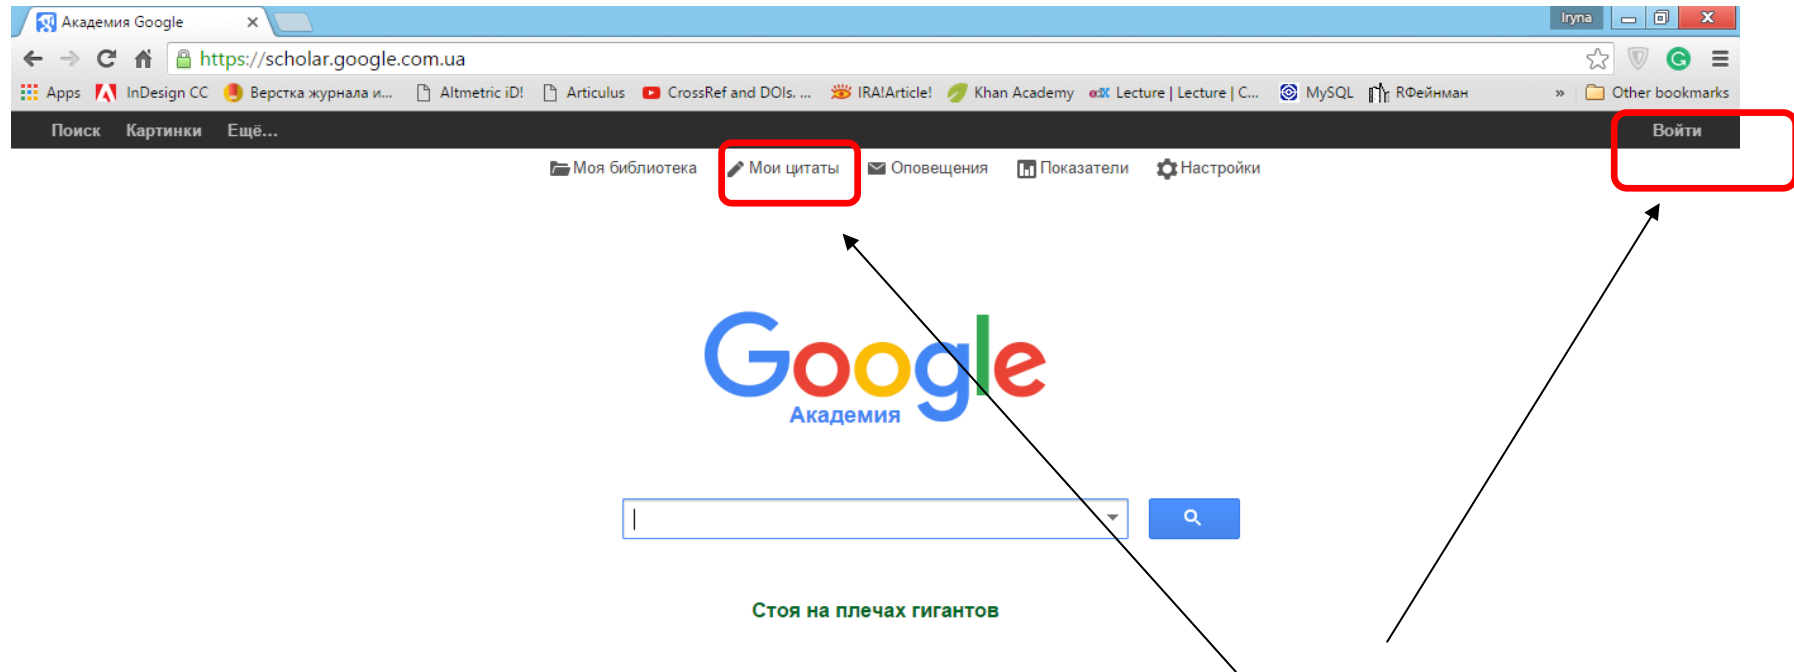 Академия Google
Iryna
https://scholar.google.com.ua
Apps InDesign CC Верстка журнала и... Altmetric iD! Articulus CrossRef and DOIs. ... IRA!Article! Khan Academy edX Lecture | Lecture | C... MySQL RФейнман » Other bookmarks
Поиск Картинки Ещё... Войти
Моя библиотека Мои цитаты Оповещения Показатели Настройки
Google
Академия
Стоя на плечах гигантов